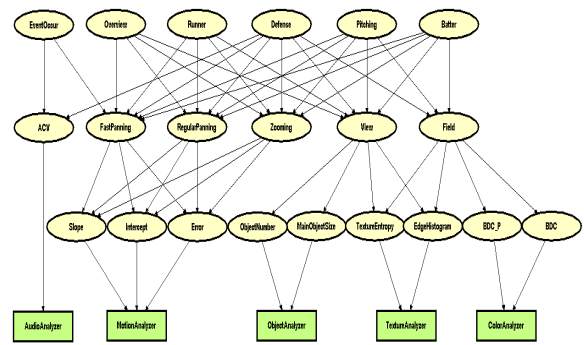 EventOccur Overview Runner Defense Pitching Batter
ACV FastPanning RegularPanning Zooming View Field
Slope Intercept Error ObjectNumber MainObjectSize TextureEntropy EdgeHistogram BDC_P BDC
AudioAnalyzer MotionAnalyzer ObjectAnalyzer TextureAnalyzer ColorAnalyzer